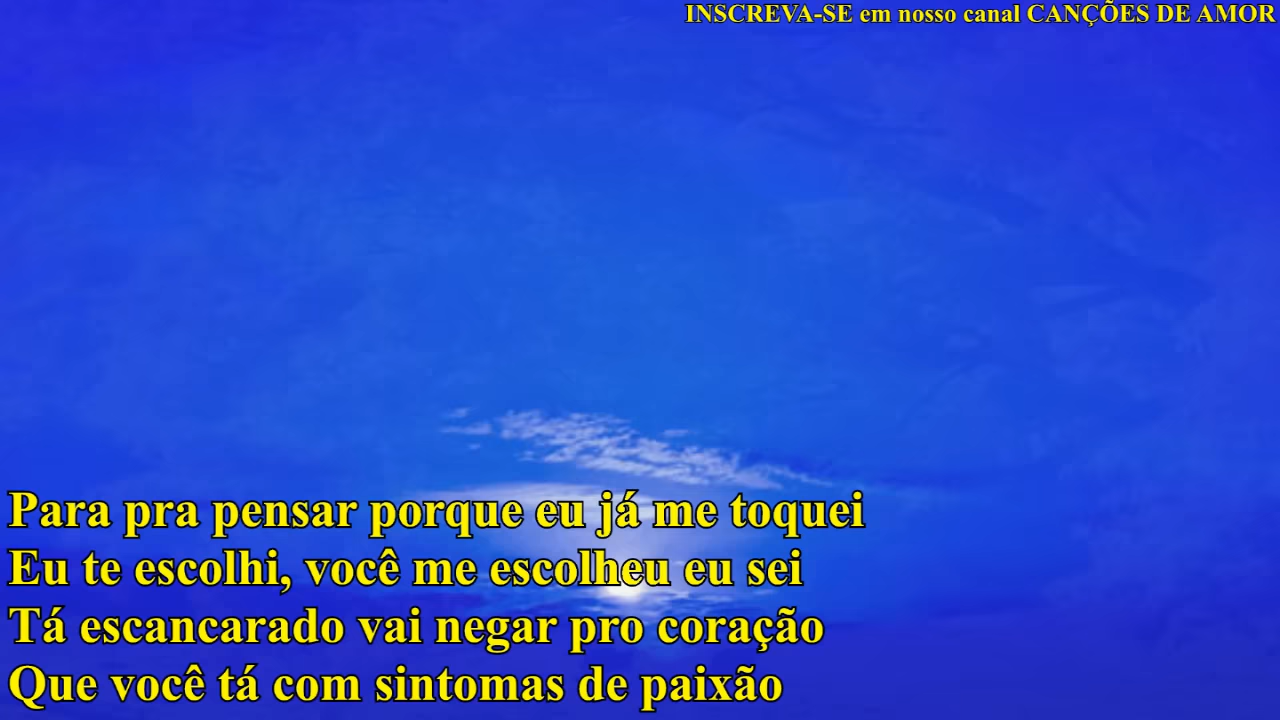 INSCREVA-SE em nosso canal CANÇÕES DE AMOR
Para pra pensar porque eu já me toquei
Eu te escolhi, você me escolheu eu sei
Tá escancarado vai negar pro coração
Que você tá com sintomas de paixão